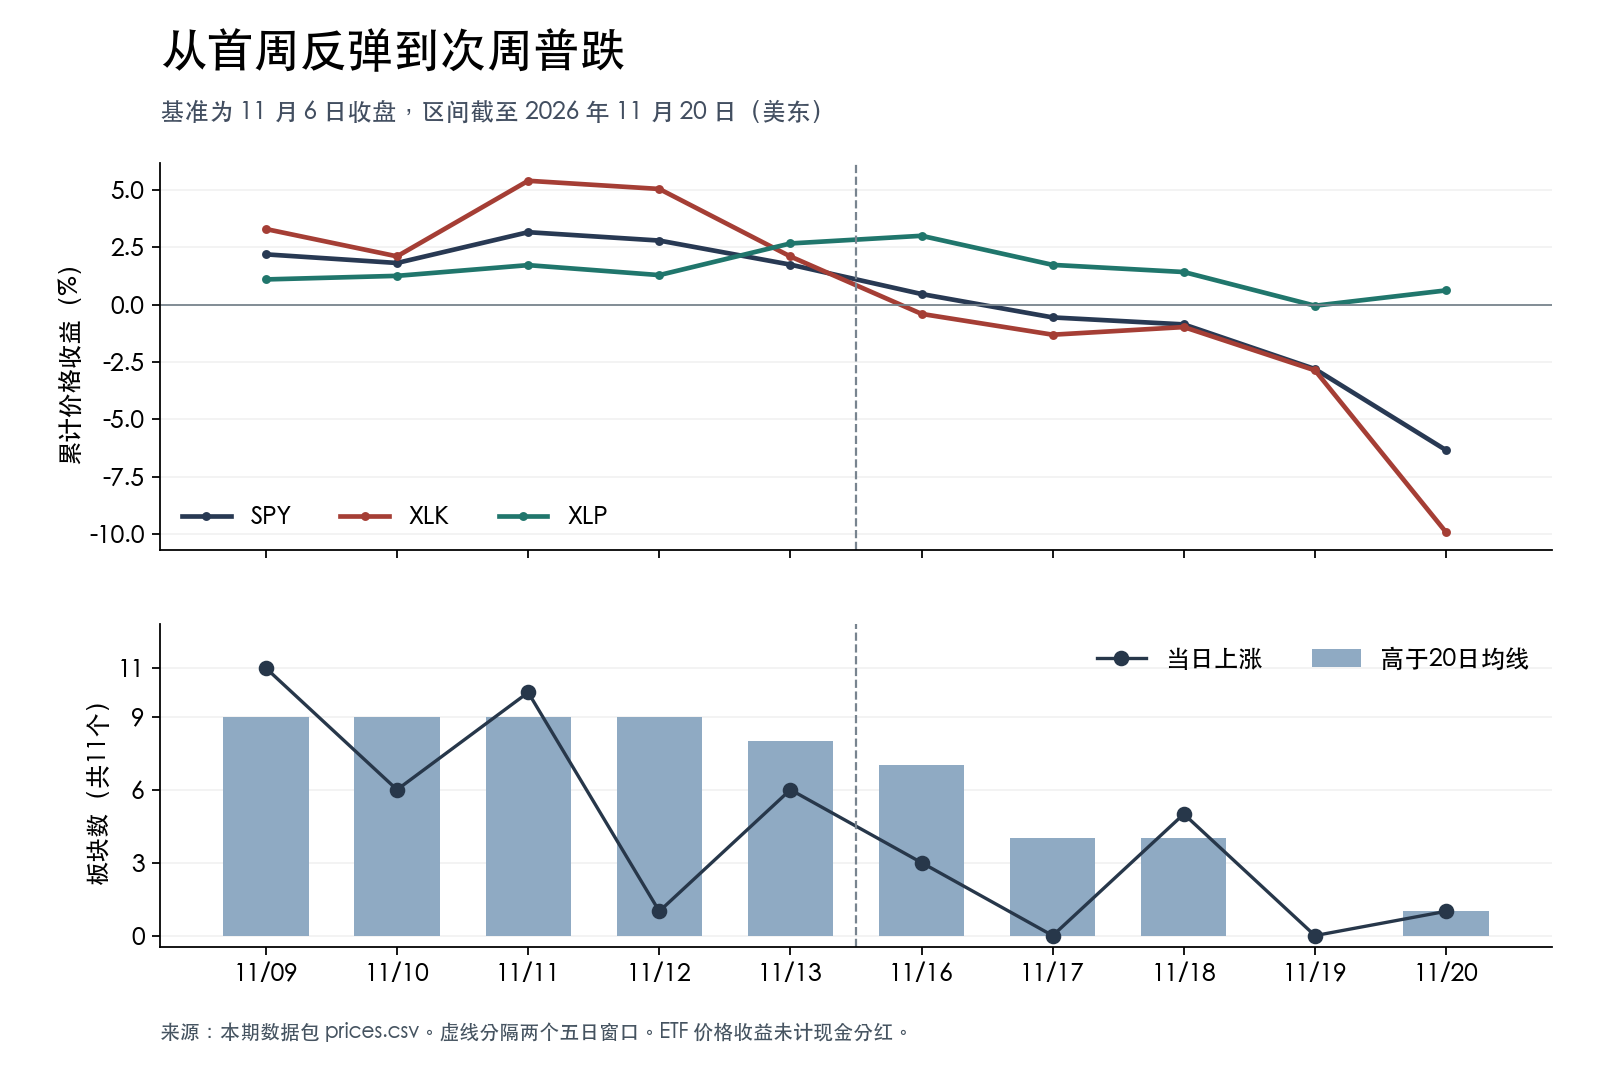 从首周反弹到次周普跌
基准为 11 月 6 日收盘，区间截至 2026 年 11 月 20 日（美东）
累计价格收益（%）
5.0
2.5
0.0
-2.5
-5.0
-7.5
-10.0
SPY XLK XLP
板块数（共11个）
11
9
6
3
0
当日上涨 高于20日均线
11/09 11/10 11/11 11/12 11/13 11/16 11/17 11/18 11/19 11/20
来源：本期数据包 prices.csv。虚线分隔两个五日窗口。ETF 价格收益未计现金分红。